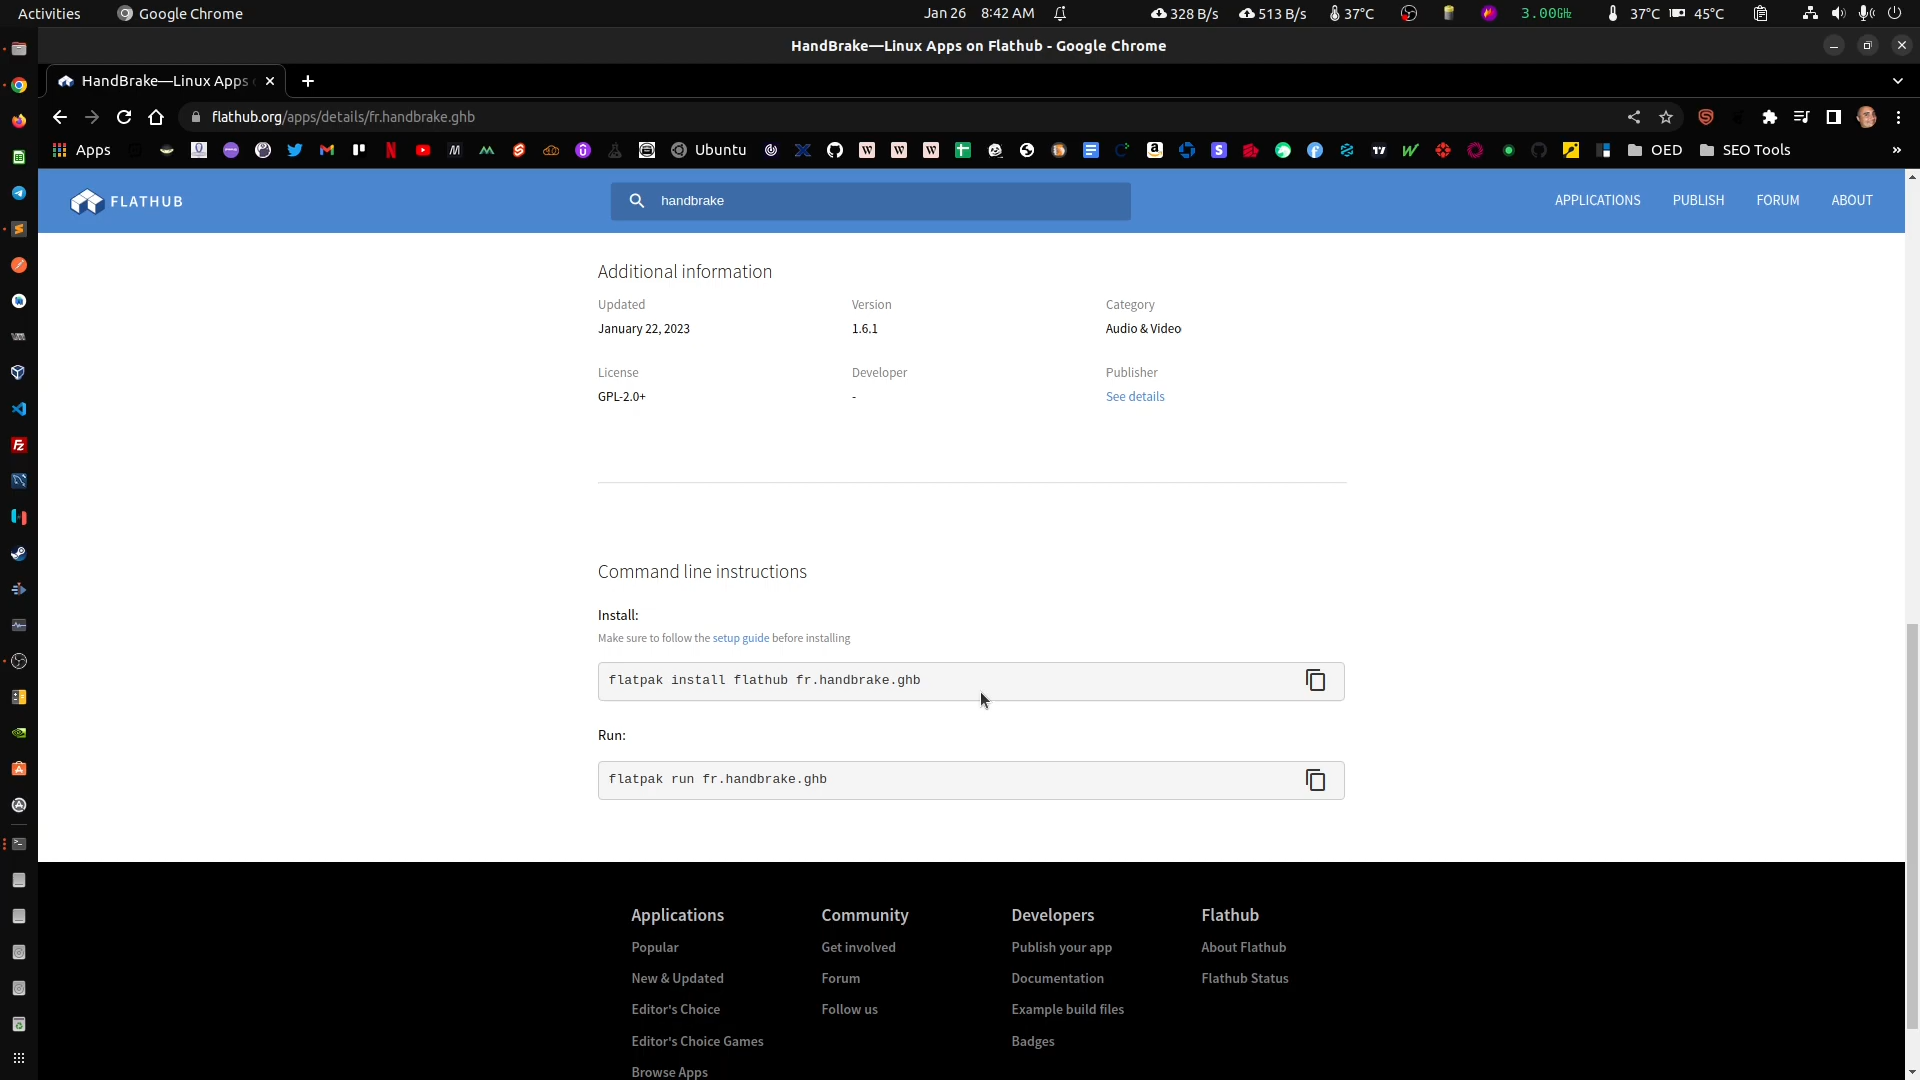 Activities
Google Chrome
Jan 26 8:42 AM
328 B/s
513 B/s
37°C
3.00GHz
37°C
45°C
HandBrake—Linux Apps on Flathub - Google Chrome
HandBrake—Linux Apps
flathub.org/apps/details/fr.handbrake.ghb
Apps
Ubuntu
OED
SEO Tools
»
FLATHUB
handbrake
APPLICATIONS
PUBLISH
FORUM
ABOUT
Additional information
Updated
Version
Category
January 22, 2023
1.6.1
Audio & Video
License
Developer
Publisher
GPL-2.0+
-
See details
Command line instructions
Install:
Make sure to follow the setup guide before installing
flatpak install flathub fr.handbrake.ghb
Run:
flatpak run fr.handbrake.ghb
Applications
Community
Developers
Flathub
Popular
Get involved
Publish your app
About Flathub
New & Updated
Forum
Documentation
Flathub Status
Editor's Choice
Follow us
Example build files
Editor's Choice Games
Badges
Browse Apps